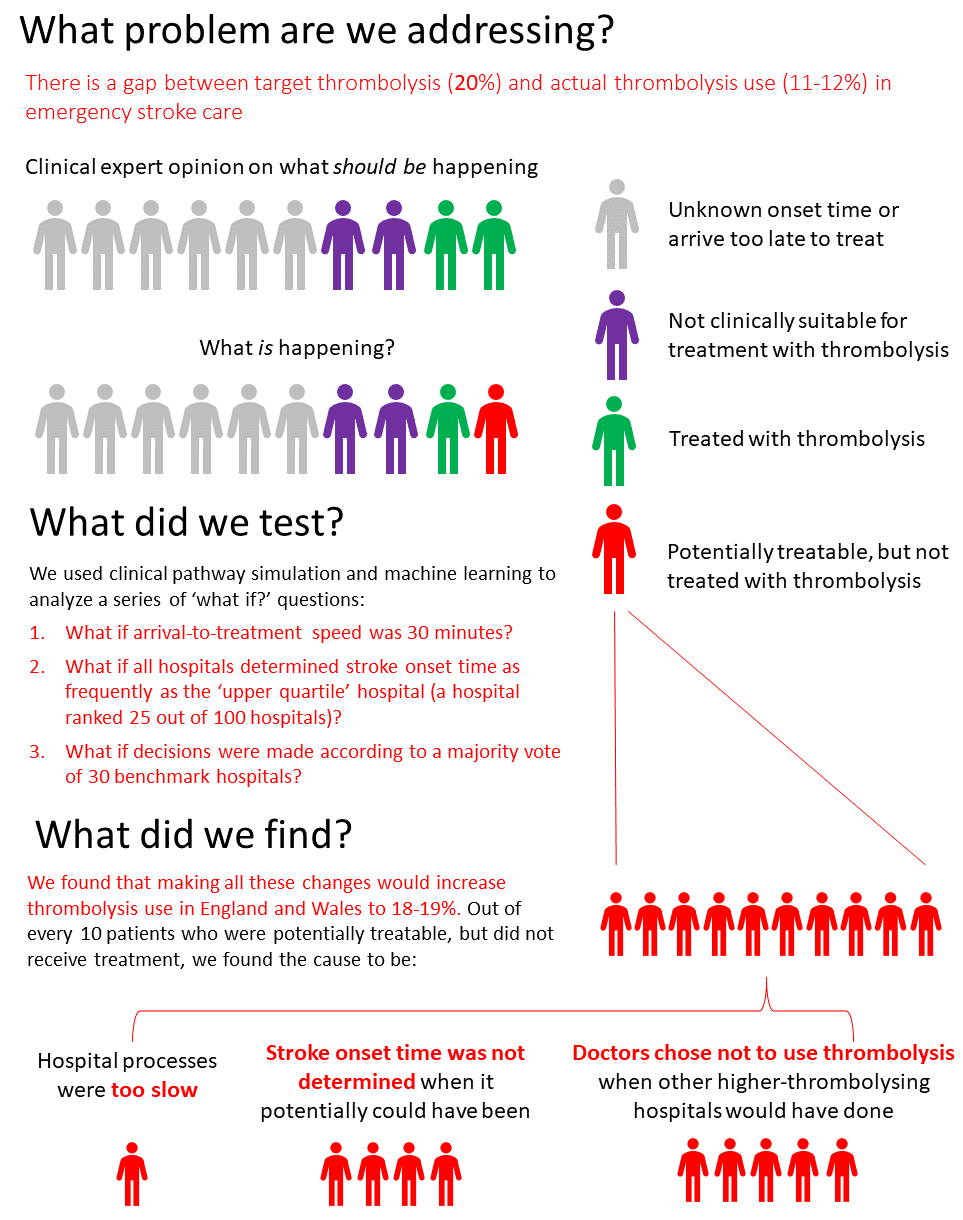 What problem are we addressing?
There is a gap between target thrombolysis (20%) and actual thrombolysis use (11-12%) in
emergency stroke care
Clinical expert opinion on what should be happening
Unknown onset time or
arrive too late to treat
Not clinically suitable for
treatment with thrombolysis
What is happening?
Treated with thrombolysis
Potentially treatable, but not
treated with thrombolysis
What did we test?
We used clinical pathway simulation and machine learning to
analyze a series of ‘what if?’ questions:
1. What if arrival-to-treatment speed was 30 minutes?
2. What if all hospitals determined stroke onset time as
frequently as the ‘upper quartile’ hospital (a hospital
ranked 25 out of 100 hospitals)?
3. What if decisions were made according to a majority vote
of 30 benchmark hospitals?
What did we find?
We found that making all these changes would increase
thrombolysis use in England and Wales to 18-19%. Out of
every 10 patients who were potentially treatable, but did not
receive treatment, we found the cause to be:
Hospital processes
were too slow
Stroke onset time was not
determined when it
potentially could have been
Doctors chose not to use thrombolysis
when other higher-thrombolysing
hospitals would have done